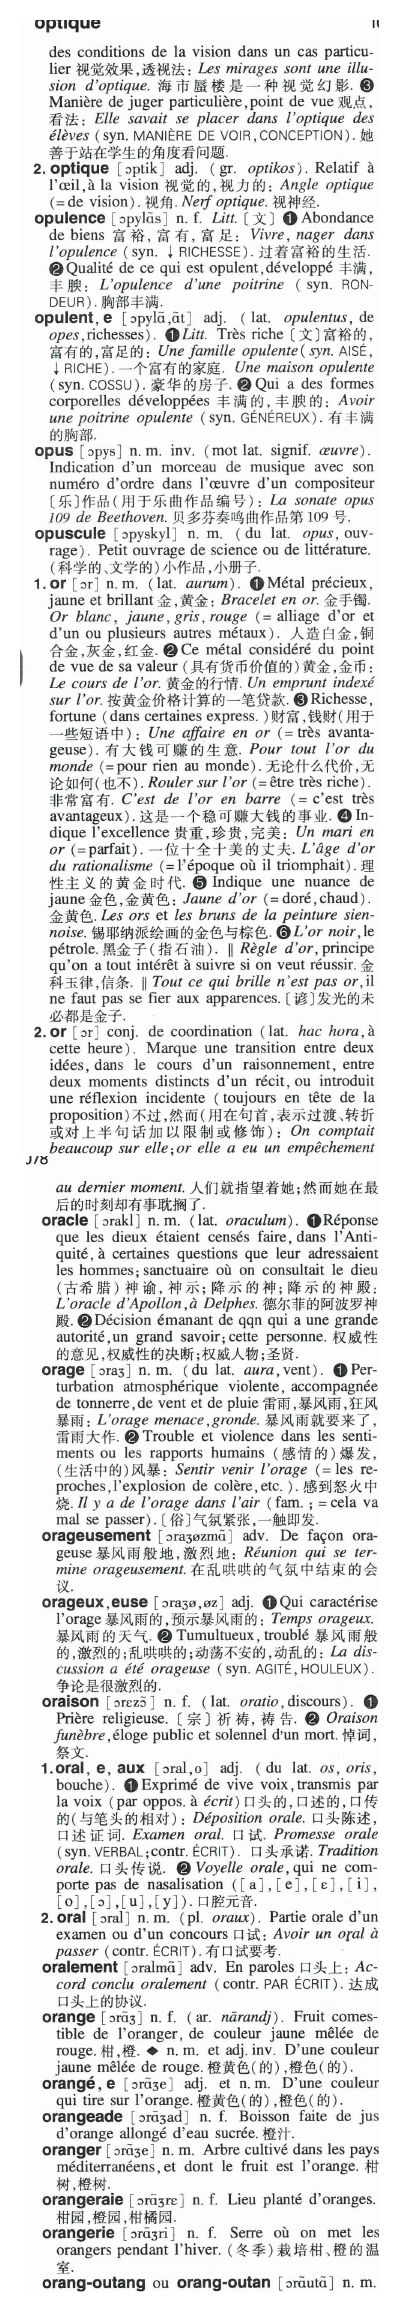 optique
des conditions de la vision dans un cas particu-
lier 视觉效果,透视法: Les mirages sont une illu-
sion d'optique. 海市蜃楼是一种视觉幻影. ❸
Manière de juger particulière,point de vue 观点,
看法: Elle savait se placer dans l'optique des
élèves (syn. MANIÈRE DE VOIR,CONCEPTION). 她
善于站在学生的角度看问题.
2. optique [ɔptik] adj. (gr. optikos). Relatif à
l'œil,à la vision 视觉的,视力的: Angle optique
(=de vision). 视角. Nerf optique. 视神经.
opulence [ɔpylɑ̃s] n. f. Litt. 〔文〕 ❶ Abondance
de biens 富裕,富有,富足: Vivre, nager dans
l'opulence (syn. ↓RICHESSE). 过着富裕的生活.
❷ Qualité de ce qui est opulent,développé 丰满,
丰腴: L'opulence d'une poitrine (syn. RON-
DEUR). 胸部丰满.
opulent, e [ɔpylɑ̃,ɑ̃t] adj. (lat. opulentus, de
opes,richesses). ❶ Litt. Très riche 〔文〕富裕的,
富有的,富足的: Une famille opulente(syn. AISÉ,
↓RICHE). 一个富有的家庭. Une maison opulente
(syn. COSSU). 豪华的房子. ❷ Qui a des formes
corporelles développées 丰满的,丰腴的: Avoir
une poitrine opulente (syn. GÉNÉREUX). 有丰满
的胸部.
opus [ɔpys] n. m. inv. (mot lat. signif. œuvre).
Indication d'un morceau de musique avec son
numéro d'ordre dans l'œuvre d'un compositeur
〔乐〕作品(用于乐曲作品编号): La sonate opus
109 de Beethoven. 贝多芬奏鸣曲作品第 109 号.
opuscule [ɔpyskyl] n. m. (du lat. opus, ouv-
rage). Petit ouvrage de science ou de littérature.
(科学的、文学的)小作品,小册子.
1. or [ɔr] n. m. (lat. aurum). ❶ Métal précieux,
jaune et brillant 金,黄金: Bracelet en or. 金手镯.
Or blanc, jaune, gris, rouge (= alliage d'or et
d'un ou plusieurs autres métaux). 人造白金,铜
合金,灰金,红金. ❷ Ce métal considéré du point
de vue de sa valeur (具有货币价值的)黄金,金币:
Le cours de l'or. 黄金的行情. Un emprunt indexé
sur l'or. 按黄金价格计算的一笔贷款. ❸ Richesse,
fortune (dans certaines express. )财富,钱财(用于
一些短语中): Une affaire en or (= très avanta-
geuse). 有大钱可赚的生意. Pour tout l'or du
monde (=pour rien au monde). 无论什么代价,无
论如何(也不). Rouler sur l'or (=être très riche).
非常富有. C'est de l'or en barre (= c'est très
avantageux). 这是一个稳可赚大钱的事业. ❹ In-
dique l'excellence 贵重,珍贵,完美: Un mari en
or (=parfait). 一位十全十美的丈夫. L'âge d'or
du rationalisme (=l'époque où il triomphait). 理
性主义的黄金时代. ❺ Indique une nuance de
jaune 金色,金黄色: Jaune d'or (=doré,chaud).
金黄色. Les ors et les bruns de la peinture sien-
noise. 锡耶纳派绘画的金色与棕色. ❻ L'or noir,le
pétrole. 黑金子(指石油). ‖ Règle d'or, principe
qu'on a tout intérêt à suivre si on veut réussir. 金
科玉律,信条. ‖ Tout ce qui brille n'est pas or,il
ne faut pas se fier aux apparences. 〔谚〕发光的未
必都是金子.
2. or [ɔr] conj. de coordination (lat. hac hora,à
cette heure). Marque une transition entre deux
idées, dans le cours d'un raisonnement, entre
deux moments distincts d'un récit, ou introduit
une réflexion incidente (toujours en tête de la
proposition)不过,然而(用在句首,表示过渡、转折
或对上半句话加以限制或修饰): On comptait
beaucoup sur elle;or elle a eu un empêchement
au dernier moment. 人们就指望着她;然而她在最
后的时刻却有事耽搁了.
oracle [ɔrakl] n. m. (lat. oraculum). ❶ Réponse
que les dieux étaient censés faire, dans l'Anti-
quité, à certaines questions que leur adressaient
les hommes; sanctuaire où on consultait le dieu
(古希腊) 神谕,神示;降示的神;降示的神殿:
L'oracle d'Apollon,à Delphes. 德尔菲的阿波罗神
殿. ❷ Décision émanant de qqn qui a une grande
autorité,un grand savoir;cette personne. 权威性
的意见,权威性的决断;权威人物;圣贤.
orage [ɔraʒ] n. m. (du lat. aura,vent). ❶ Per-
turbation atmosphérique violente, accompagnée
de tonnerre,de vent et de pluie 雷雨,暴风雨,狂风
暴雨: L'orage menace,gronde. 暴风雨就要来了,
雷雨大作. ❷ Trouble et violence dans les senti-
ments ou les rapports humains (感情的)爆发,
(生活中的)风暴: Sentir venir l'orage (=les re-
proches,l'explosion de colère,etc. ). 感到怒火中
烧. Il y a de l'orage dans l'air (fam. ; =cela va
mal se passer). 〔俗〕气氛紧张,一触即发.
orageusement [ɔraʒøzmɑ̃] adv. De façon ora-
geuse 暴风雨般地,激烈地: Réunion qui se ter-
mine orageusement. 在乱哄哄的气氛中结束的会
议.
orageux,euse [ɔraʒø,øz] adj. ❶ Qui caractérise
l'orage 暴风雨的,预示暴风雨的: Temps orageux.
暴风雨的天气. ❷ Tumultueux, troublé 暴风雨般
的,激烈的;乱哄哄的;动荡不安的,动乱的: La dis-
cussion a été orageuse (syn. AGITÉ,HOULEUX).
争论是很激烈的.
oraison [ɔrɛzɔ̃] n. f. (lat. oratio,discours). ❶
Prière religieuse. 〔宗〕祈祷,祷告. ❷ Oraison
funèbre,éloge public et solennel d'un mort. 悼词,
祭文.
1.oral, e, aux [ɔral,o] adj. (du lat. os, oris,
bouche). ❶ Exprimé de vive voix,transmis par
la voix (par oppos. à écrit) 口头的,口述的,口传
的(与笔头的相对): Déposition orale. 口头陈述,
口述证词. Examen oral. 口试. Promesse orale
(syn. VERBAL;contr. ÉCRIT). 口头承诺. Tradition
orale. 口头传说. ❷ Voyelle orale,qui ne com-
porte pas de nasalisation ([a],[e],[ɛ],[i],
[o],[ɔ],[u],[y]). 口腔元音.
2. oral [ɔral] n. m. (pl. oraux). Partie orale d'un
examen ou d'un concours 口试: Avoir un oral à
passer (contr. ÉCRIT). 有口试要考.
oralement [ɔralmɑ̃] adv. En paroles 口头上: Ac-
cord conclu oralement (contr. PAR ÉCRIT). 达成
口头上的协议.
orange [ɔrɑ̃ʒ] n. f. (ar. nārandj). Fruit comes-
tible de l'oranger, de couleur jaune mêlée de
rouge. 柑,橙. ◆ n. m. et adj. inv. D'une couleur
jaune mêlée de rouge. 橙黄色(的),橙色(的).
orangé, e [ɔrɑ̃ʒe] adj. et n. m. D'une couleur
qui tire sur l'orange. 橙黄色(的),橙色(的).
orangeade [ɔrɑ̃ʒad] n. f. Boisson faite de jus
d'orange allongé d'eau sucrée. 橙汁.
oranger [ɔrɑ̃ʒe] n. m. Arbre cultivé dans les pays
méditerranéens,et dont le fruit est l'orange. 柑
树,橙树.
orangeraie [ɔrɑ̃ʒrɛ] n. f. Lieu planté d'oranges.
柑园,橙园,柑橘园.
orangerie [ɔrɑ̃ʒri] n. f. Serre où on met les
orangers pendant l'hiver. (冬季)栽培柑、橙的温
室.
orang-outang ou orang-outan [ɔrɑ̃utɑ̃] n. m.